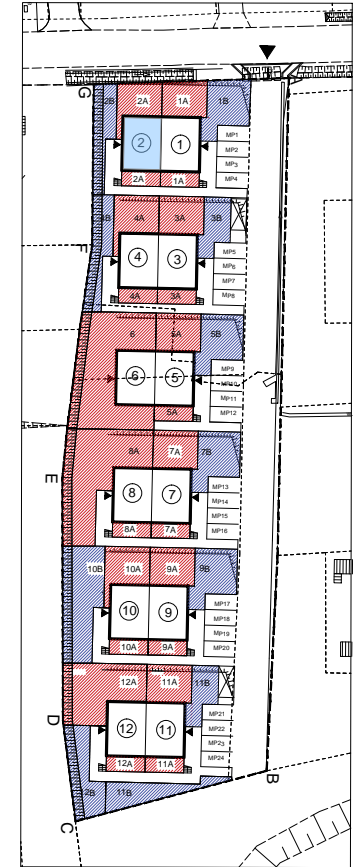 G
2B 2A 1A 1B
2 1
MP1
MP2
MP3
MP4
2A 1A
4A 3A 3B
F
4 3
MP5
MP6
MP7
MP8
4A 3A
6 5A 5B
6 5
MP9
MP10
MP11
MP12
5A
8A 7A 7B
E
8 7
MP13
MP14
MP15
MP16
8A 7A
10B 10A 9A 9B
10 9
MP17
MP18
MP19
MP20
10A 9A
12A 11A 11B
D
12 11
MP21
MP22
MP23
MP24
12A 11A
B
2B 11B
C